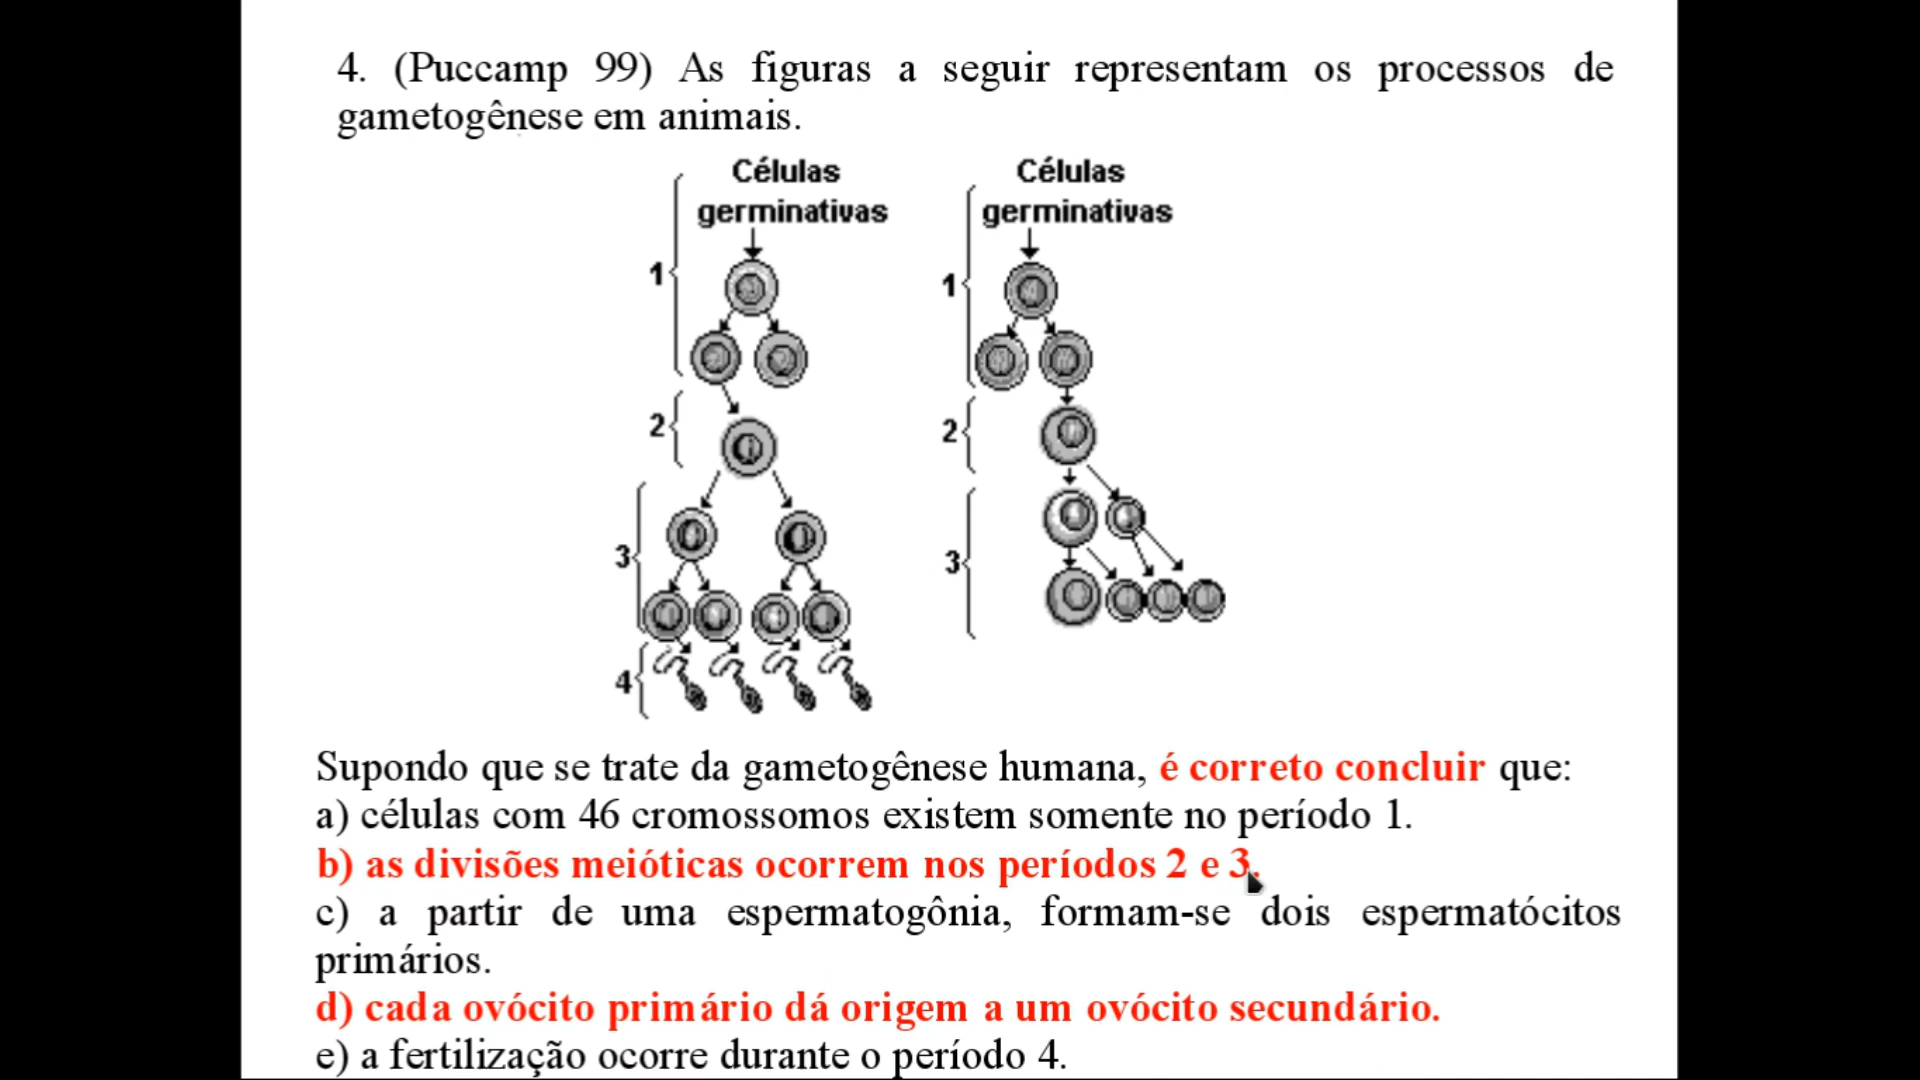 4. (Puccamp 99) As figuras a seguir representam os processos de
gametogênese em animais.
Células
germinativas
Células
germinativas
1
1
2
2
3
3
4
Supondo que se trate da gametogênese humana, é correto concluir que:
a) células com 46 cromossomos existem somente no período 1.
b) as divisões meióticas ocorrem nos períodos 2 e 3.
c) a partir de uma espermatogônia, formam-se dois espermatócitos
primários.
d) cada ovócito primário dá origem a um ovócito secundário.
e) a fertilização ocorre durante o período 4.